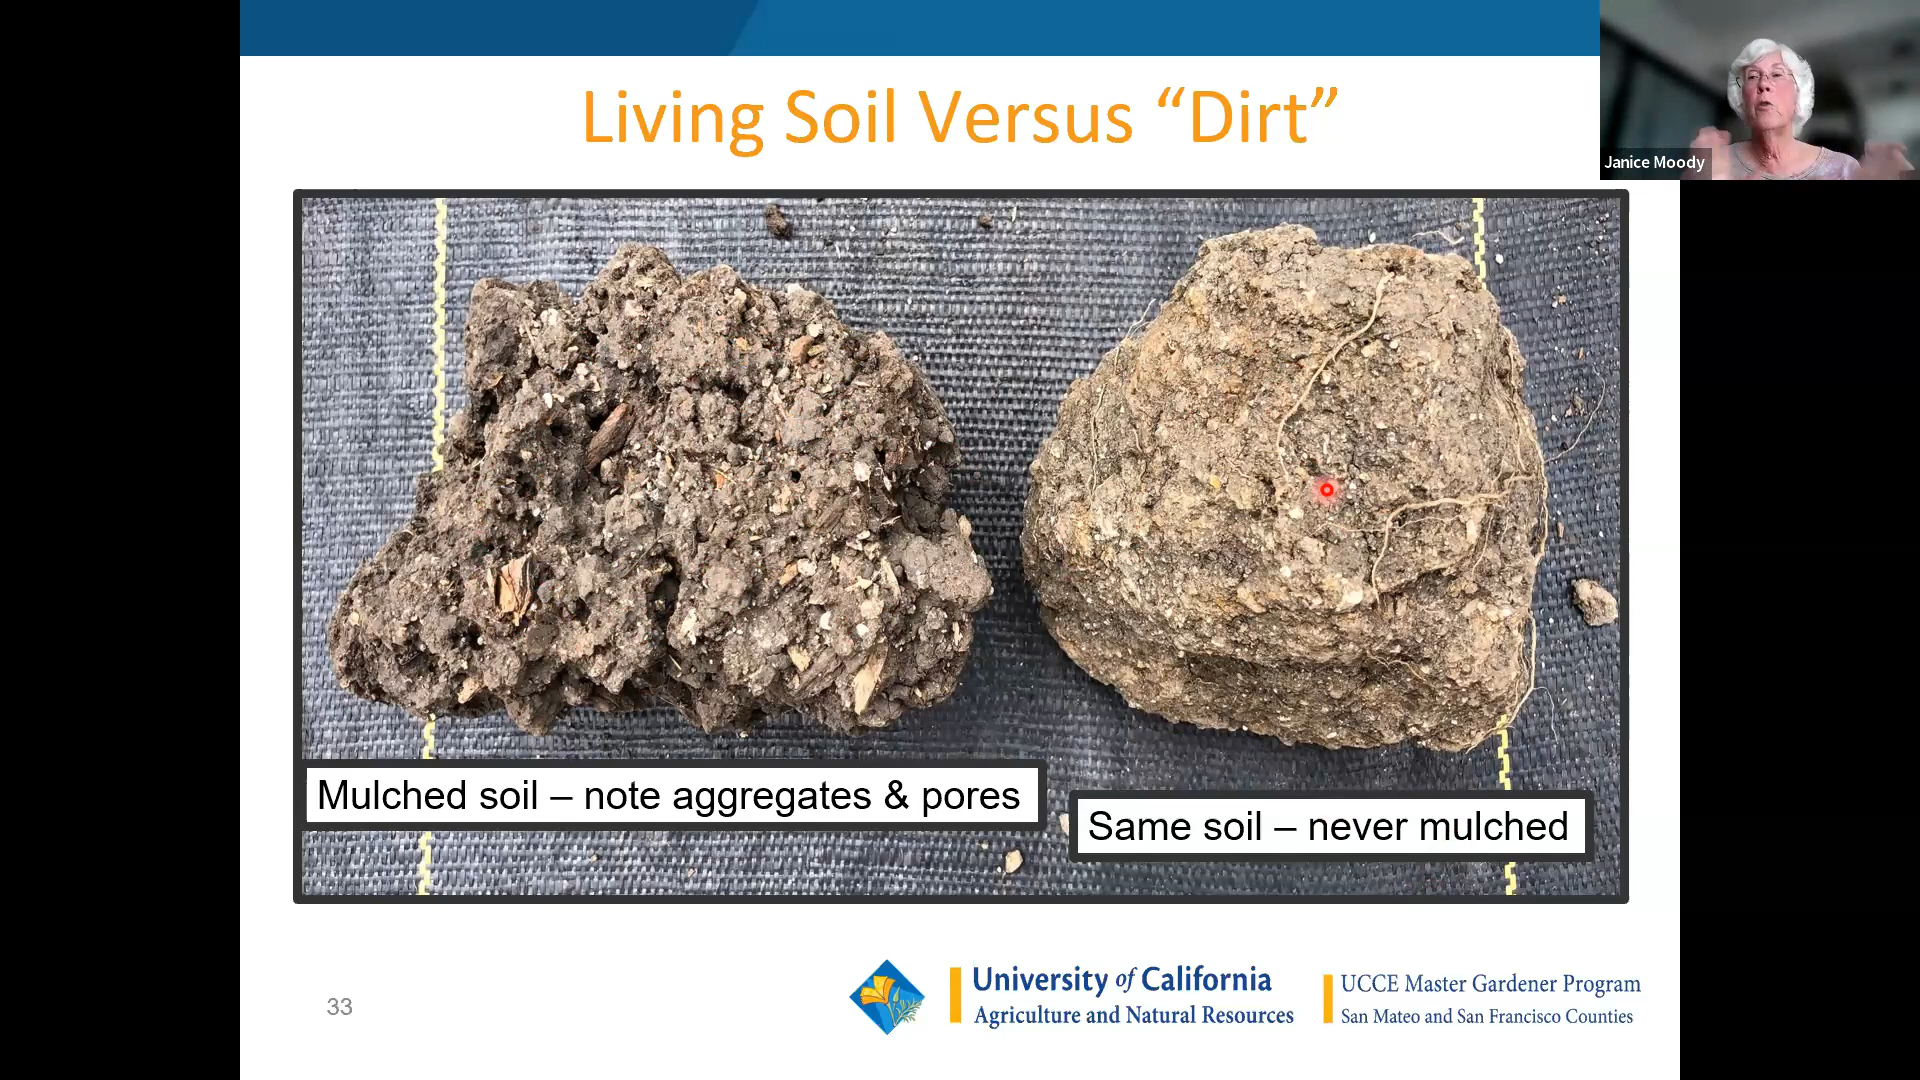 Living Soil Versus “Dirt”
Janice Moody
Mulched soil – note aggregates & pores
Same soil – never mulched
33
University of California
Agriculture and Natural Resources
UCCE Master Gardener Program
San Mateo and San Francisco Counties